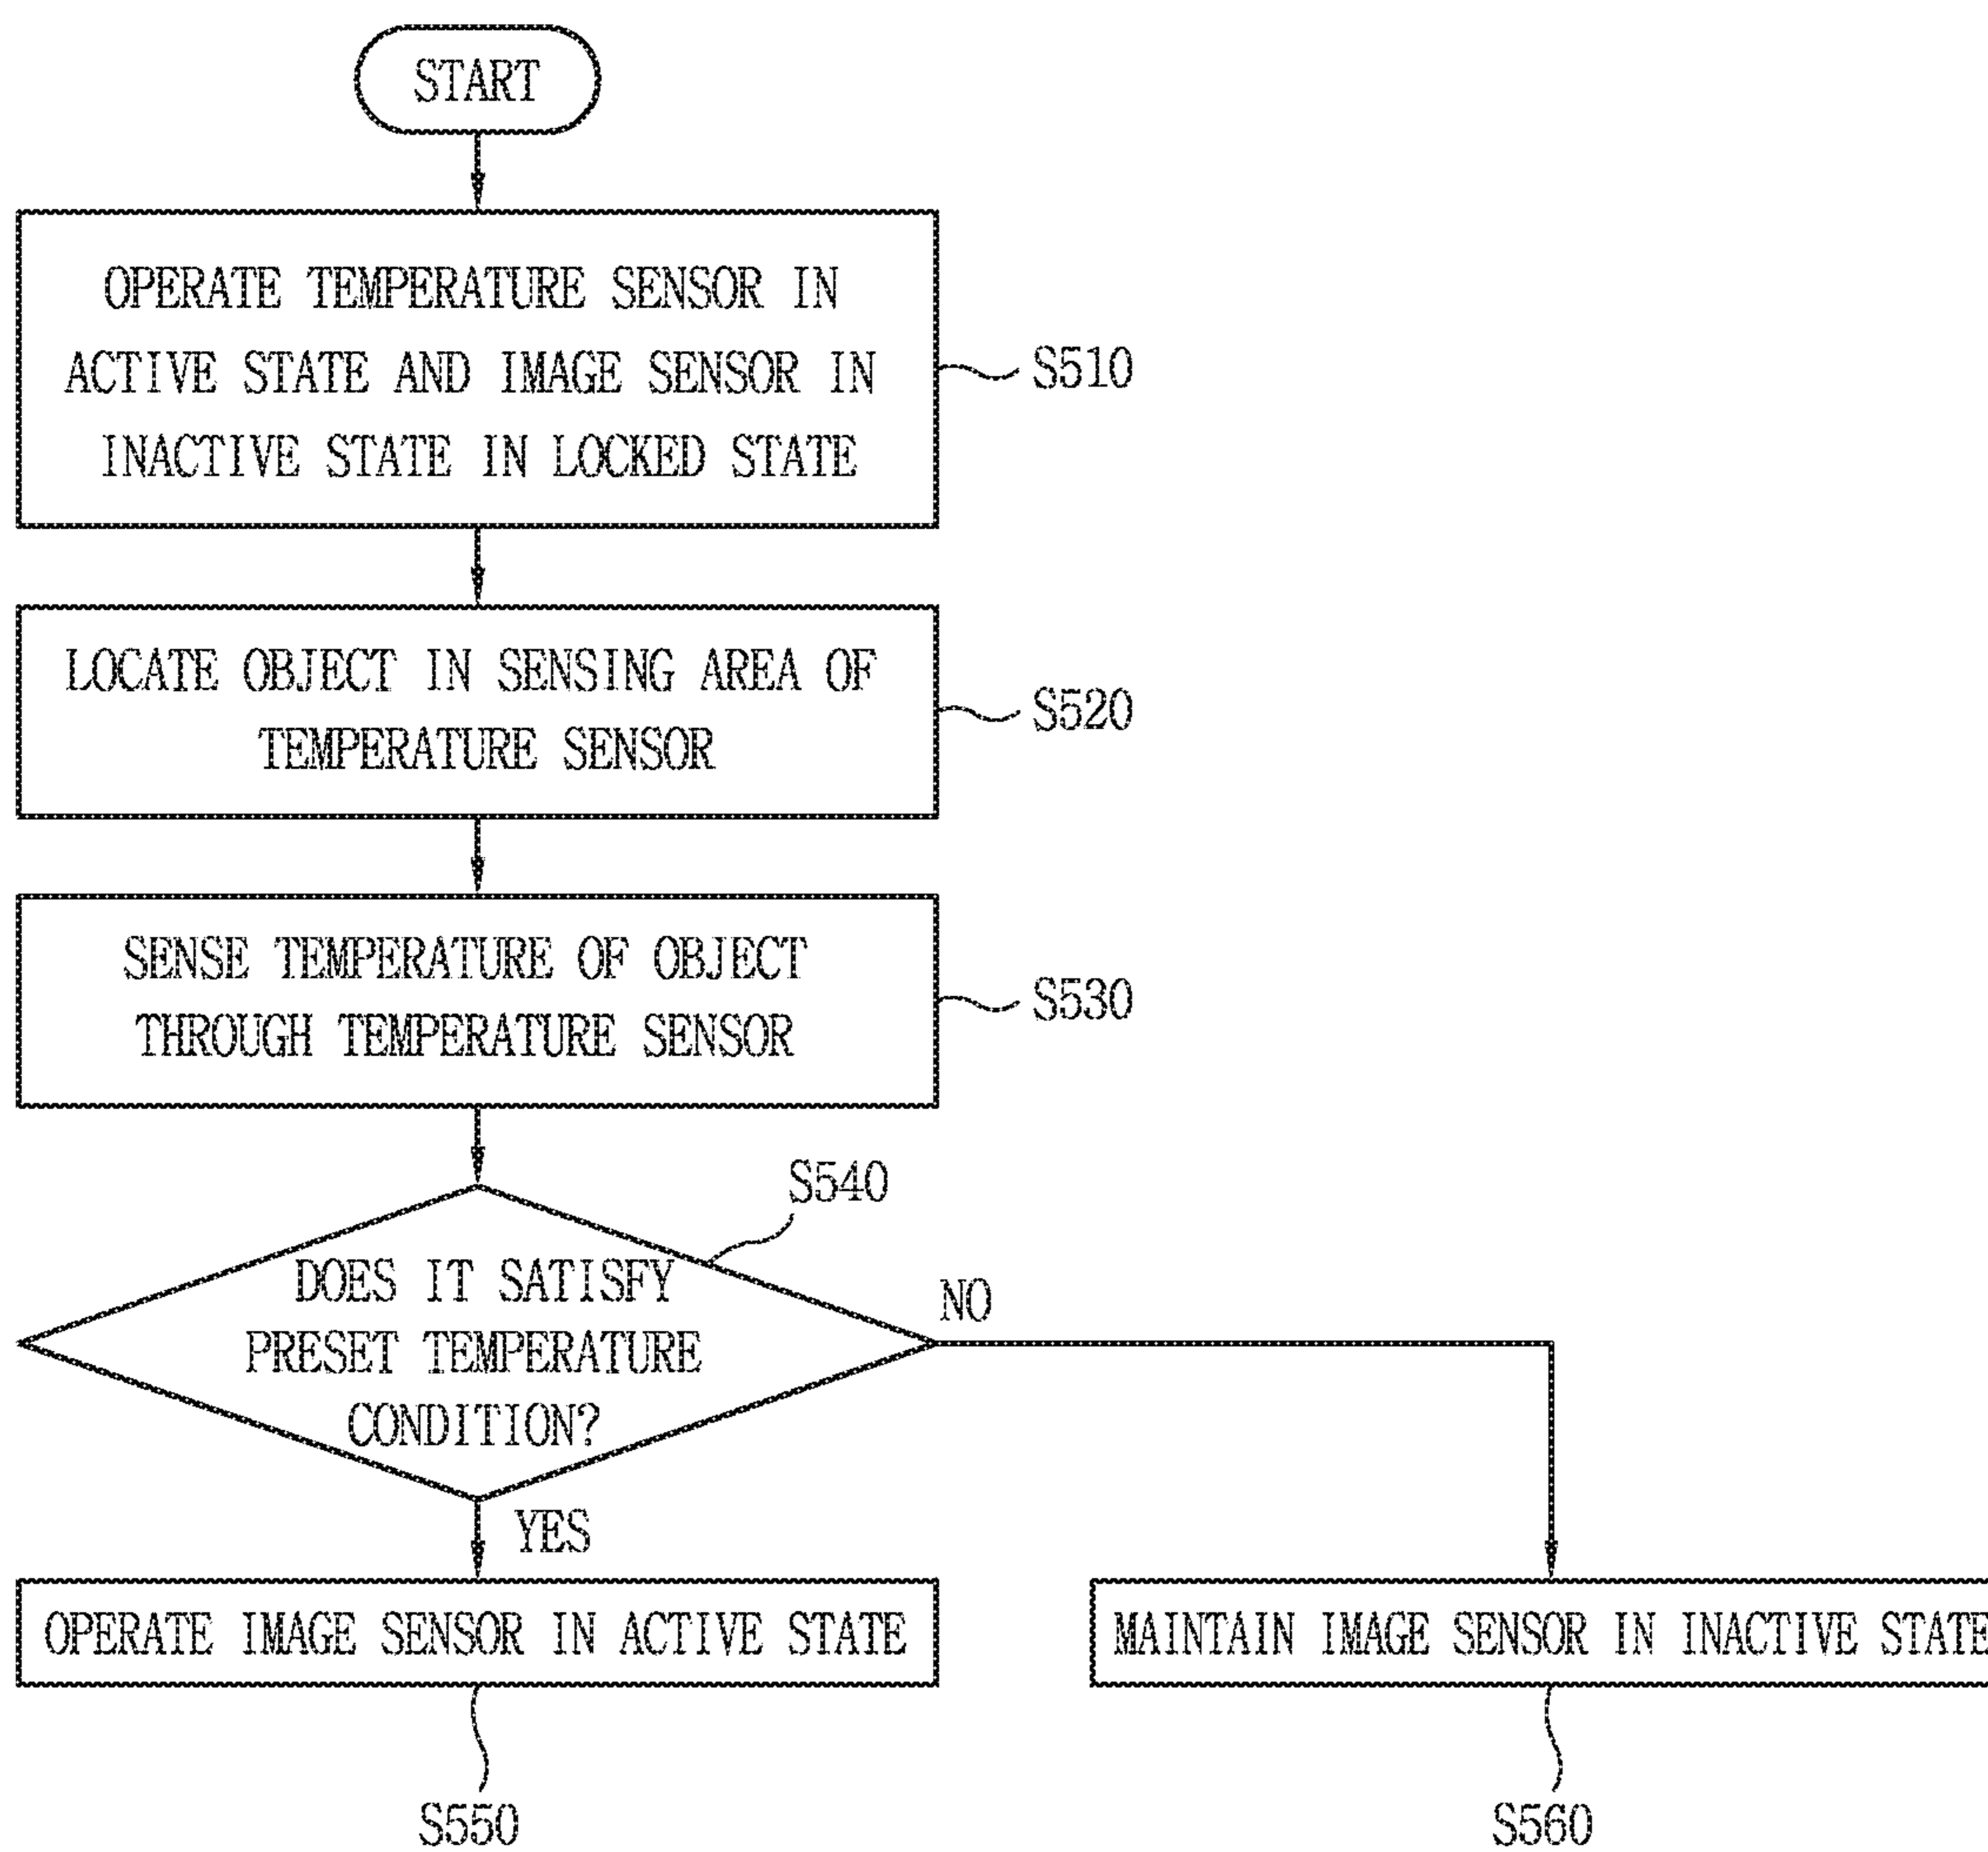 START
OPERATE TEMPERATURE SENSOR IN
ACTIVE STATE AND IMAGE SENSOR IN
INACTIVE STATE IN LOCKED STATE
S510
LOCATE OBJECT IN SENSING AREA OF
TEMPERATURE SENSOR
S520
SENSE TEMPERATURE OF OBJECT
THROUGH TEMPERATURE SENSOR
S530
S540
DOES IT SATISFY
PRESET TEMPERATURE
CONDITION?
NO
YES
OPERATE IMAGE SENSOR IN ACTIVE STATE
MAINTAIN IMAGE SENSOR IN INACTIVE STATE
S550
S560